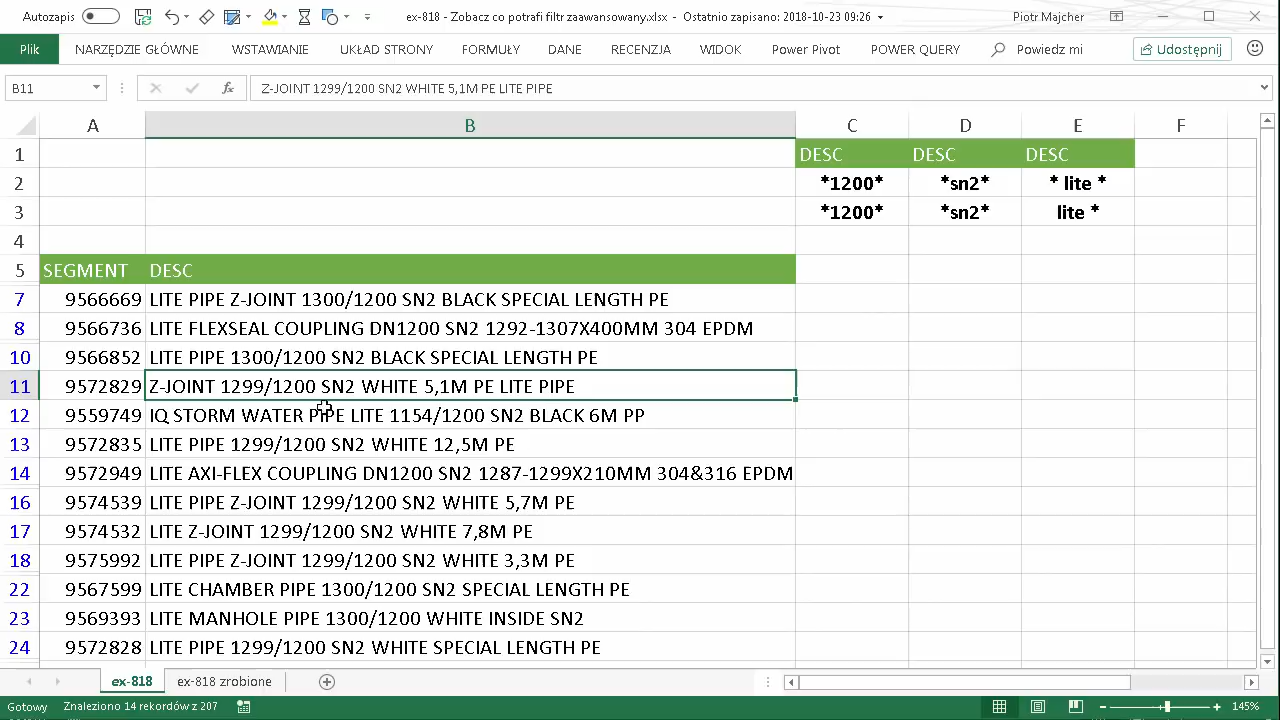 Autozapis
ex-818 - Zobacz co potrafi filtr zaawansowany.xlsx - Ostatnio zapisano: 2018-10-23 09:26
Piotr Majcher
Plik NARZĘDZIE GŁÓWNE WSTAWIANIE UKŁAD STRONY FORMUŁY DANE RECENZJA WIDOK Power Pivot POWER QUERY Powiedz mi Udostępnij
B11 fx Z-JOINT 1299/1200 SN2 WHITE 5,1M PE LITE PIPE
A B C D E F
1 DESC DESC DESC
2 *1200* *sn2* * lite *
3 *1200* *sn2* lite *
4
5 SEGMENT DESC
7 9566669 LITE PIPE Z-JOINT 1300/1200 SN2 BLACK SPECIAL LENGTH PE
8 9566736 LITE FLEXSEAL COUPLING DN1200 SN2 1292-1307X400MM 304 EPDM
10 9566852 LITE PIPE 1300/1200 SN2 BLACK SPECIAL LENGTH PE
11 9572829 Z-JOINT 1299/1200 SN2 WHITE 5,1M PE LITE PIPE
12 9559749 IQ STORM WATER PIPE LITE 1154/1200 SN2 BLACK 6M PP
13 9572835 LITE PIPE 1299/1200 SN2 WHITE 12,5M PE
14 9572949 LITE AXI-FLEX COUPLING DN1200 SN2 1287-1299X210MM 304&316 EPDM
16 9574539 LITE PIPE Z-JOINT 1299/1200 SN2 WHITE 5,7M PE
17 9574532 LITE Z-JOINT 1299/1200 SN2 WHITE 7,8M PE
18 9575992 LITE PIPE Z-JOINT 1299/1200 SN2 WHITE 3,3M PE
22 9567599 LITE CHAMBER PIPE 1300/1200 SN2 SPECIAL LENGTH PE
23 9569393 LITE MANHOLE PIPE 1300/1200 WHITE INSIDE SN2
24 9572828 LITE PIPE 1299/1200 SN2 WHITE SPECIAL LENGTH PE
ex-818 ex-818 zrobione
Gotowy Znaleziono 14 rekordów z 207 145%